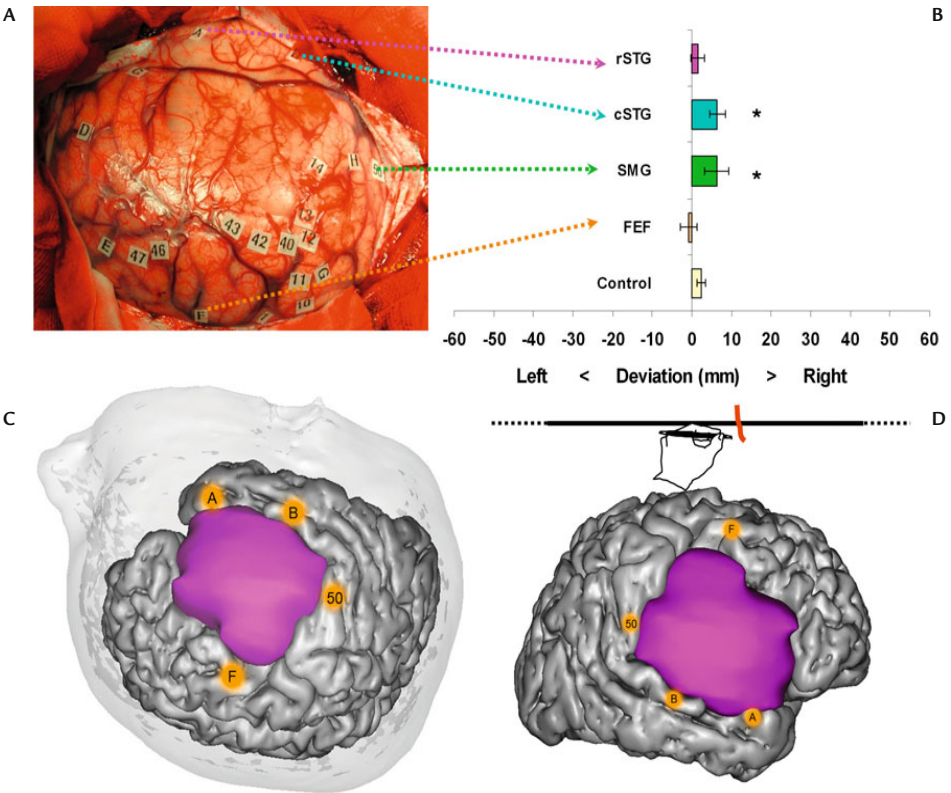 A
B
rSTG
cSTG *
SMG *
FEF
Control
-60 -50 -40 -30 -20 -10 0 10 20 30 40 50 60
Left < Deviation (mm) > Right
A
G
D
14
H
50
13
43 42 40 12
E 47 46
11 G
10
F
I
C
A
B
50
F
D
F
50
B
A